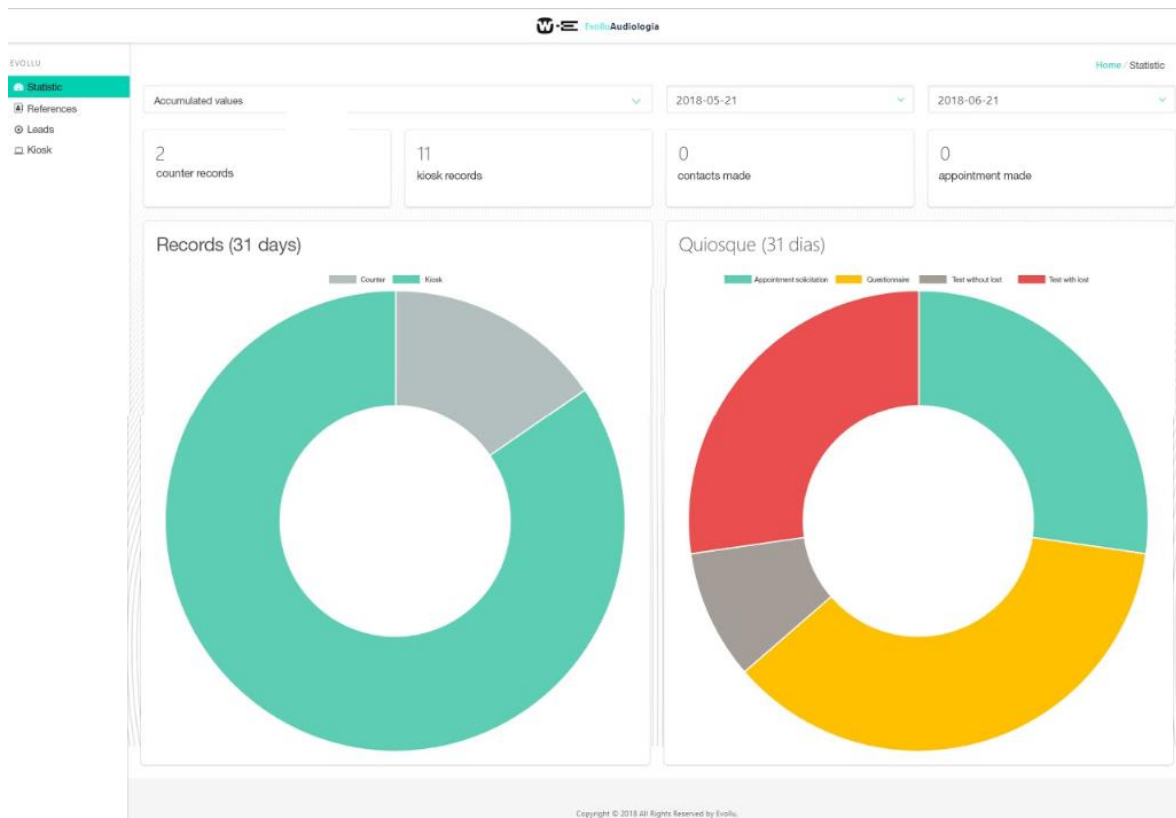 W·E EvolluAudiologia
EVOLLU
Home / Statistic
Statistic
References
Leads
Kiosk
Accumulated values
2018-05-21
2018-06-21
2
counter records
11
kiosk records
0
contacts made
0
appointment made
Records (31 days)
Counter Kiosk
Quiosque (31 dias)
Appointment solicitation Questionnaire Test without lost Test with lost
Copyright © 2018 All Rights Reserved by Evollu.